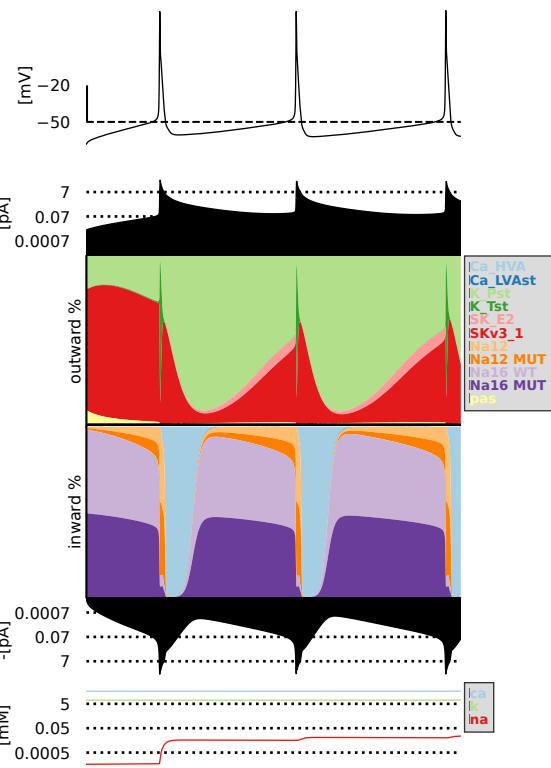 [mV]
−20
−50
[pA]
7
0.07
0.0007
outward %
Ca_HVA
Ca_LVAst
K_Pst
K_Tst
SK_E2
SKv3_1
Na12
Na12 MUT
Na16 WT
Na16 MUT
pas
inward %
-[pA]
0.0007
0.07
7
[mM]
5
0.05
0.0005
ca
k
na